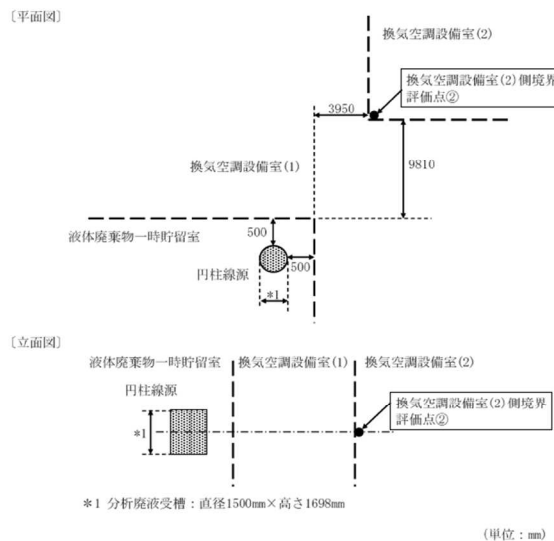 〔平面図〕
換気空調設備室(2)
換気空調設備室(2)側境界
評価点②
3950
9810
換気空調設備室(1)
液体廃棄物一時貯留室
500
500
円柱線源
*1
〔立面図〕
液体廃棄物一時貯留室 換気空調設備室(1) 換気空調設備室(2)
円柱線源
換気空調設備室(2)側境界
評価点②
*1
*1 分析廃液受槽：直径1500mm×高さ1698mm
(単位：mm)